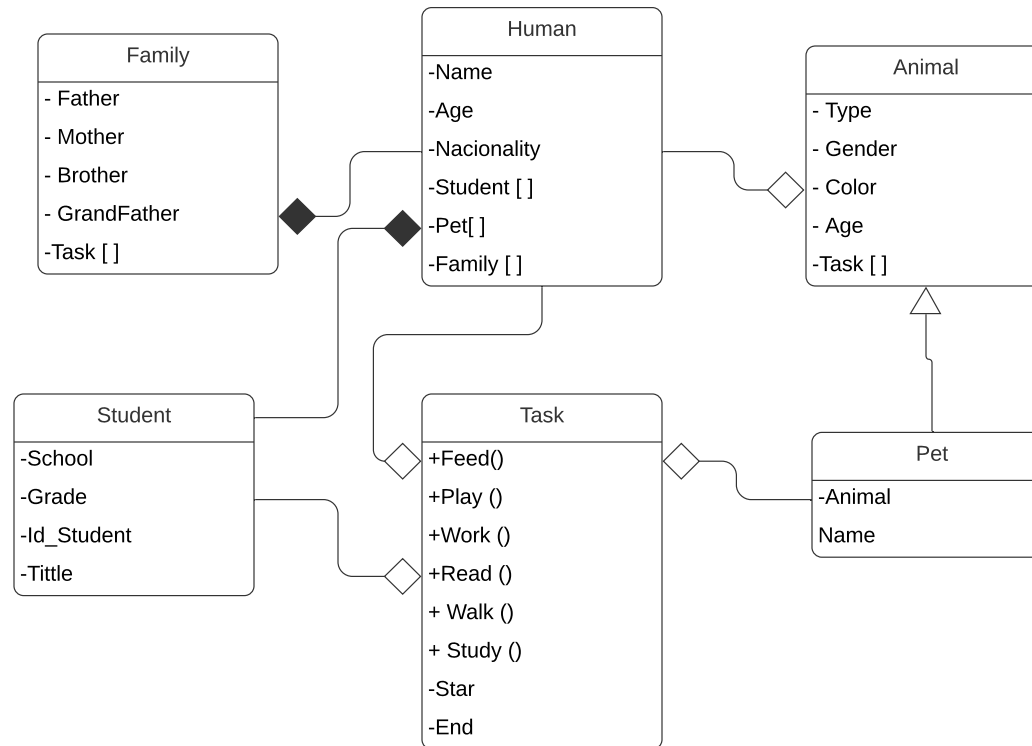 Family
- Father
- Mother
- Brother
- GrandFather
-Task [ ]
Human
-Name
-Age
-Nacionality
-Student [ ]
-Pet[ ]
-Family [ ]
Animal
- Type
- Gender
- Color
- Age
-Task [ ]
Student
-School
-Grade
-Id_Student
-Tittle
Task
+Feed()
+Play ()
+Work ()
+Read ()
+ Walk ()
+ Study ()
-Star
-End
Pet
-Animal
Name